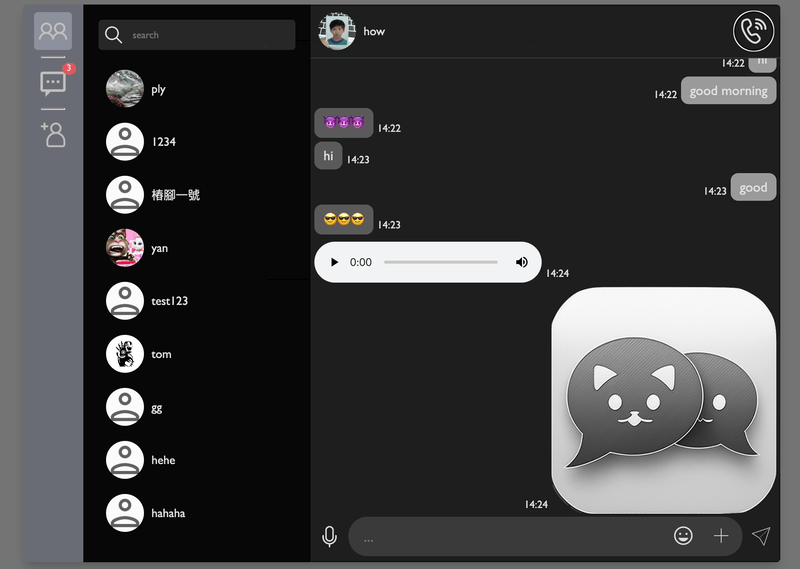 3
search
ply
1234
樁腳一號
yan
test123
tom
gg
hehe
hahaha
how
14:22 hi
14:22 good morning
14:22
hi 14:23
14:23 good
14:23
0:00
14:24
14:24
...